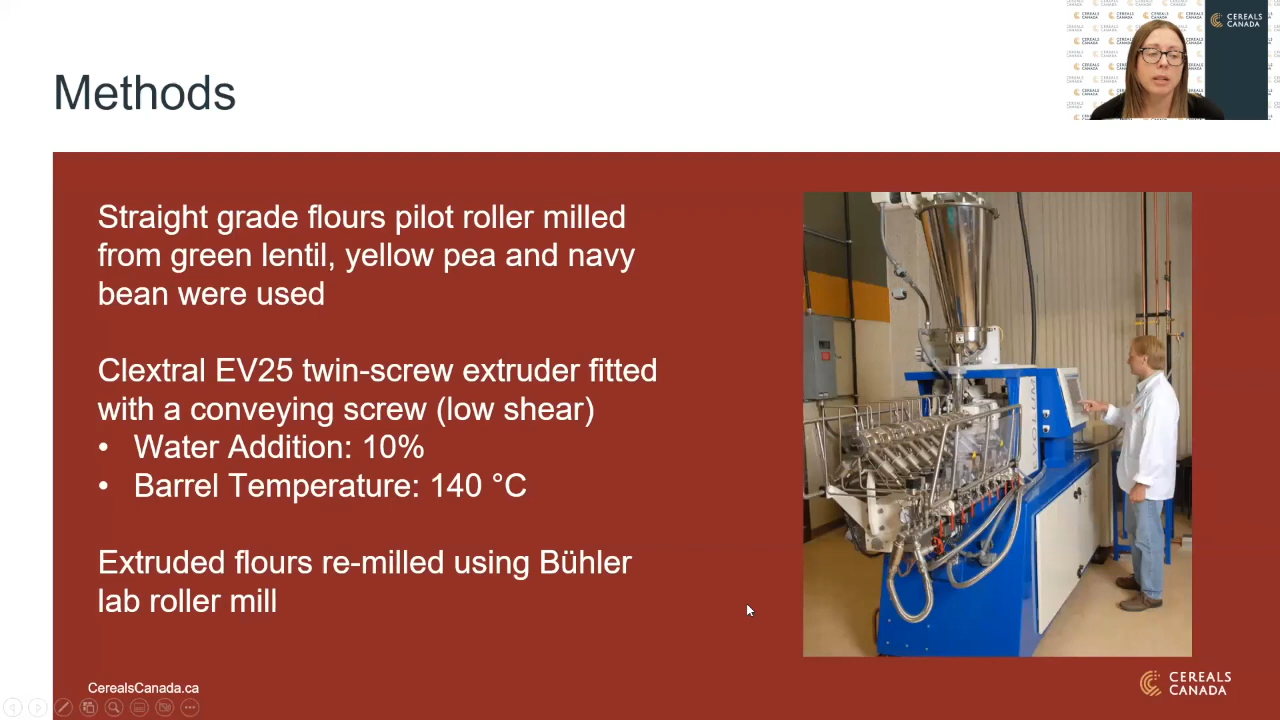 CEREALS
CANADA
Methods
Straight grade flours pilot roller milled
from green lentil, yellow pea and navy
bean were used
Clextral EV25 twin-screw extruder fitted
with a conveying screw (low shear)
• Water Addition: 10%
• Barrel Temperature: 140 °C
Extruded flours re-milled using Bühler
lab roller mill
CerealsCanada.ca
CEREALS
CANADA